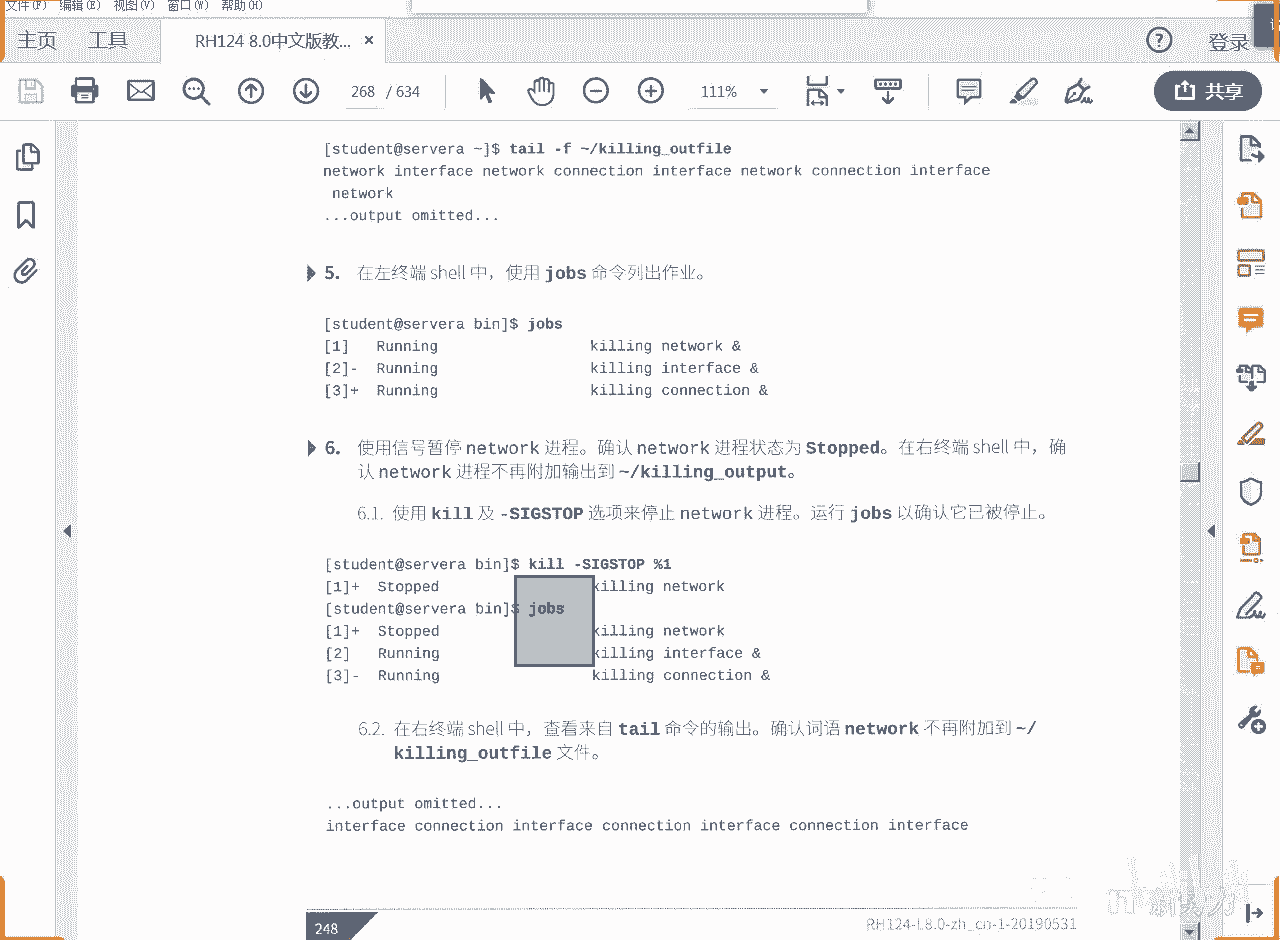 文件(F) 编辑(E) 视图(V) 窗口(W) 帮助(H)
主页 工具 RH124 8.0中文版教... × 登录
268 / 634 111% 共享
[student@servera ~]$ tail -f ~/killing_outfile
network interface network connection interface network connection interface
network
...output omitted...
5. 在左终端 shell 中，使用 jobs 命令列出作业。
[student@servera bin]$ jobs
[1] Running killing network &
[2]- Running killing interface &
[3]+ Running killing connection &
6. 使用信号暂停 network 进程。确认 network 进程状态为 Stopped。在右终端 shell 中，确
认 network 进程不再附加输出到 ~/killing_output。
6.1. 使用 kill 及 -SIGSTOP 选项来停止 network 进程。运行 jobs 以确认它已被停止。
[student@servera bin]$ kill -SIGSTOP %1
[1]+ Stopped killing network
[student@servera bin]$ jobs
[1]+ Stopped killing network
[2] Running killing interface &
[3]- Running killing connection &
6.2. 在右终端 shell 中，查看来自 tail 命令的输出。确认词语 network 不再附加到 ~/
killing_outfile 文件。
...output omitted...
interface connection interface connection interface connection interface
248 RH124-L8.0-zh_cn-1-20190531